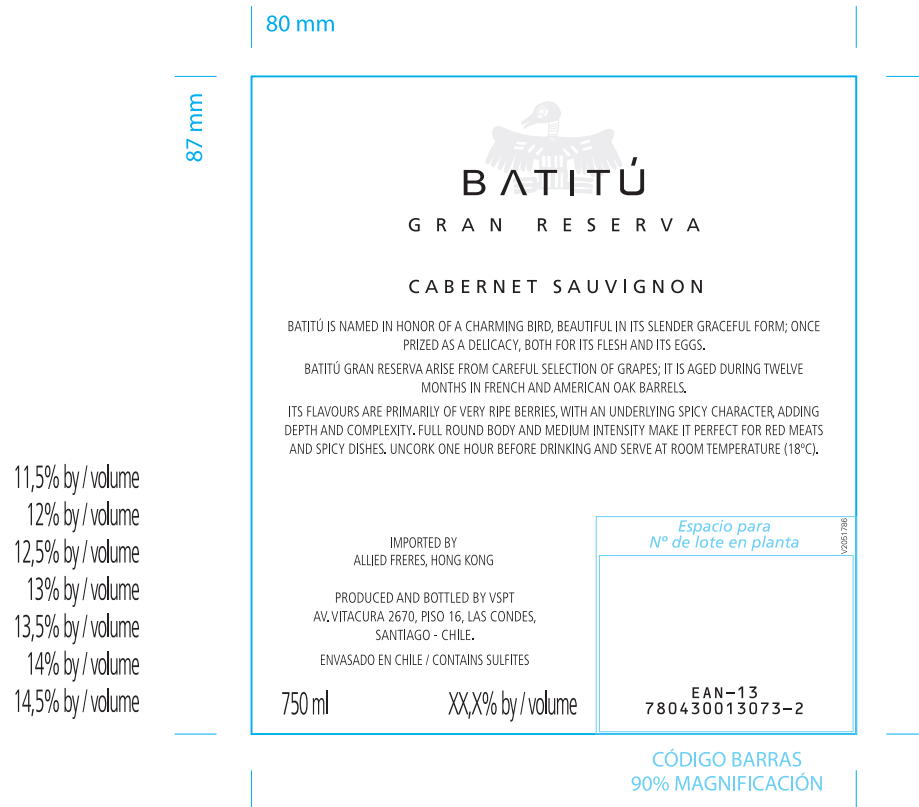 80 mm
87 mm
BATITÚ
GRAN RESERVA
CABERNET SAUVIGNON
BATITÚ IS NAMED IN HONOR OF A CHARMING BIRD, BEAUTIFUL IN ITS SLENDER GRACEFUL FORM; ONCE
PRIZED AS A DELICACY, BOTH FOR ITS FLESH AND ITS EGGS.
BATITÚ GRAN RESERVA ARISE FROM CAREFUL SELECTION OF GRAPES; IT IS AGED DURING TWELVE
MONTHS IN FRENCH AND AMERICAN OAK BARRELS.
ITS FLAVOURS ARE PRIMARILY OF VERY RIPE BERRIES, WITH AN UNDERLYING SPICY CHARACTER, ADDING
DEPTH AND COMPLEXITY. FULL ROUND BODY AND MEDIUM INTENSITY MAKE IT PERFECT FOR RED MEATS
AND SPICY DISHES. UNCORK ONE HOUR BEFORE DRINKING AND SERVE AT ROOM TEMPERATURE (18ºC).
11,5% by / volume
12% by / volume
12,5% by / volume
13% by / volume
13,5% by / volume
14% by / volume
14,5% by / volume
IMPORTED BY
ALLIED FRERES, HONG KONG
PRODUCED AND BOTTLED BY VSPT
AV. VITACURA 2670, PISO 16, LAS CONDES,
SANTIAGO - CHILE.
ENVASADO EN CHILE / CONTAINS SULFITES
750 ml
XX,X% by / volume
Espacio para
Nº de lote en planta
V2051786
EAN-13
780430013073-2
CÓDIGO BARRAS
90% MAGNIFICACIÓN